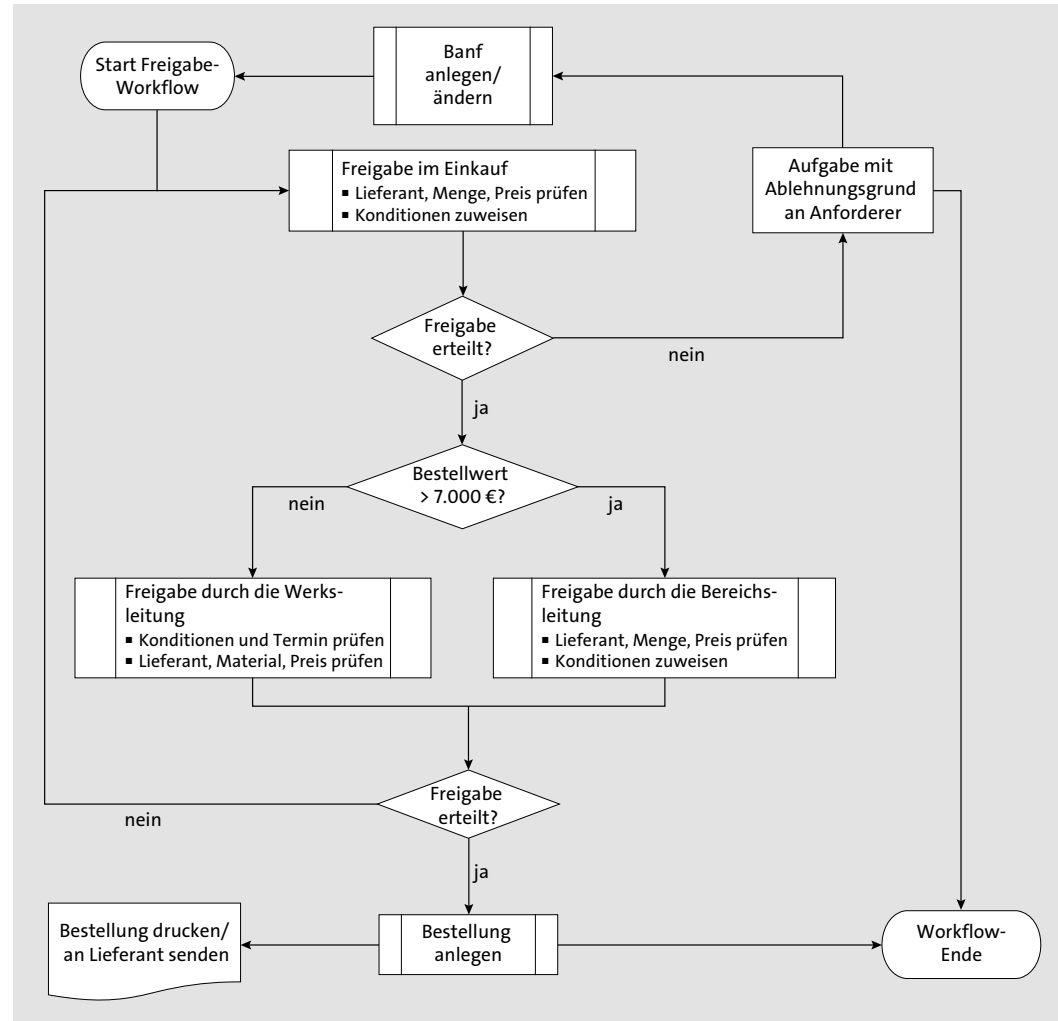 Start Freigabe-
Workflow
Banf
anlegen/
ändern
Freigabe im Einkauf
▪ Lieferant, Menge, Preis prüfen
▪ Konditionen zuweisen
Aufgabe mit
Ablehnungsgrund
an Anforderer
Freigabe
erteilt?
nein
ja
Bestellwert
> 7.000 €?
nein
ja
Freigabe durch die Werks-
leitung
▪ Konditionen und Termin prüfen
▪ Lieferant, Material, Preis prüfen
Freigabe durch die Bereichs-
leitung
▪ Lieferant, Menge, Preis prüfen
▪ Konditionen zuweisen
Freigabe
erteilt?
nein
ja
Bestellung drucken/
an Lieferant senden
Bestellung
anlegen
Workflow-
Ende